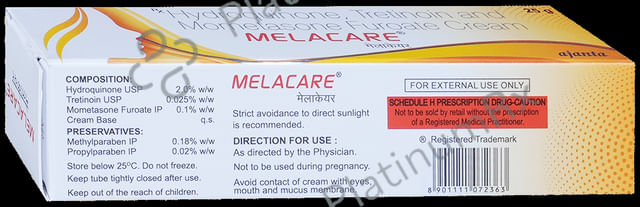 Hydroquinone, Tretinoin and
Mometasone Furoate Cream
25 g
MELACARE®
मेलाकेयर
ajanta
COMPOSITION:
Hydroquinone USP 2.0% w/w
Tretinoin USP 0.025% w/w
Mometasone Furoate IP 0.1% w/w
Cream Base q.s.
PRESERVATIVES:
Methylparaben IP 0.18% w/w
Propylparaben IP 0.02% w/w
Store below 25°C. Do not freeze.
Keep tube tightly closed after use.
Keep out of the reach of children.
MELACARE®
मेलाकेयर
Strict avoidance to direct sunlight
is recommended.
DIRECTION FOR USE :
As directed by the Physician.
Not to be used during pregnancy.
Avoid contact of cream with eyes,
mouth and mucus membrane.
FOR EXTERNAL USE ONLY
SCHEDULE H PRESCRIPTION DRUG-CAUTION
Not to be sold by retail without the prescription
of a Registered Medical Practitioner.
® Registered Trademark
8 901111 072363
MELACARE
Platinum Rx